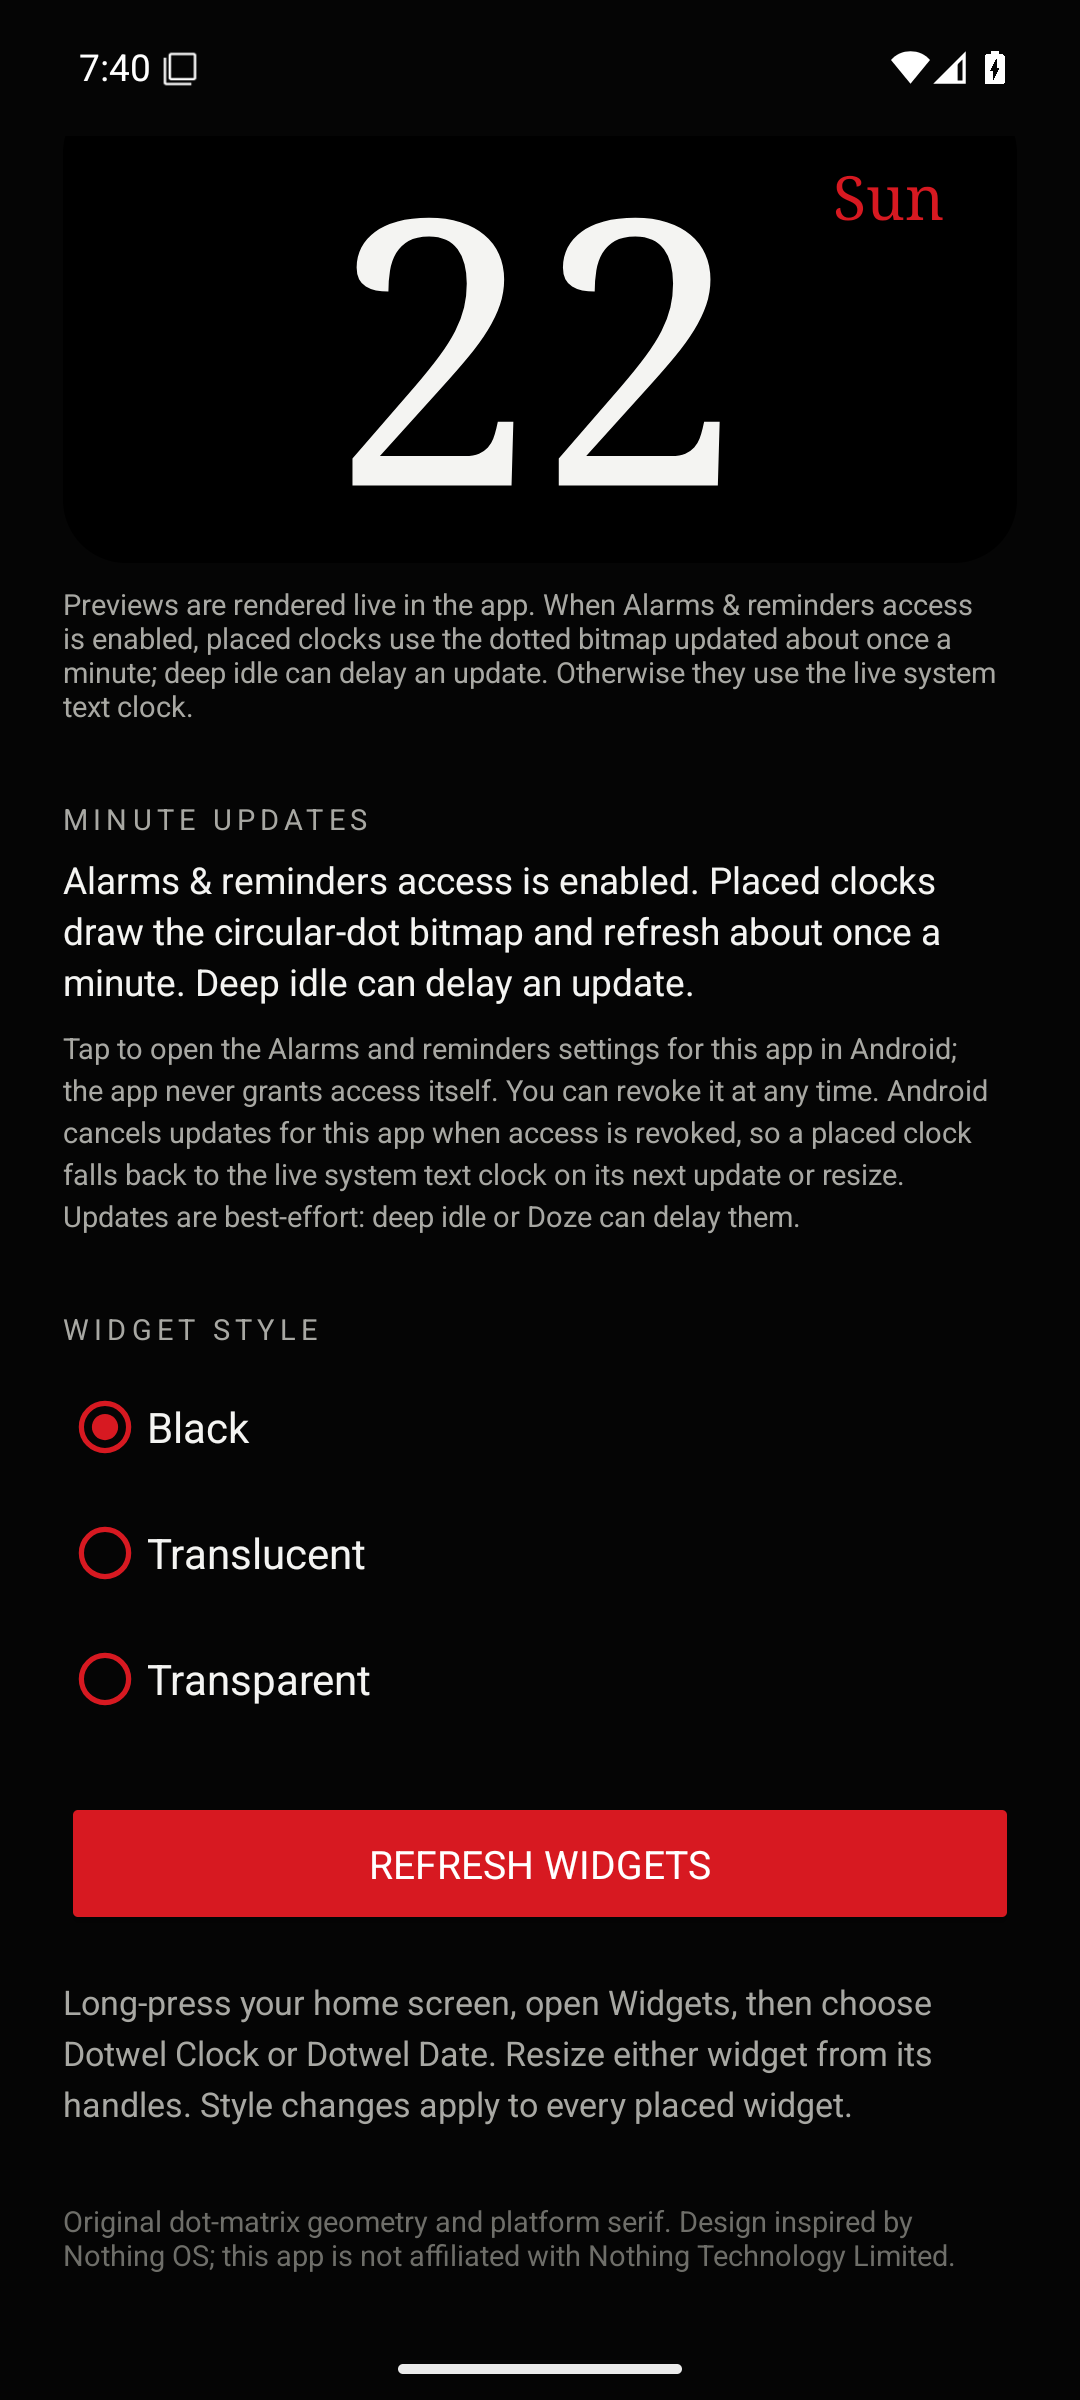 7:40
Sun
22
Previews are rendered live in the app. When Alarms & reminders access
is enabled, placed clocks use the dotted bitmap updated about once a
minute; deep idle can delay an update. Otherwise they use the live system
text clock.
MINUTE UPDATES
Alarms & reminders access is enabled. Placed clocks
draw the circular-dot bitmap and refresh about once a
minute. Deep idle can delay an update.
Tap to open the Alarms and reminders settings for this app in Android;
the app never grants access itself. You can revoke it at any time. Android
cancels updates for this app when access is revoked, so a placed clock
falls back to the live system text clock on its next update or resize.
Updates are best-effort: deep idle or Doze can delay them.
WIDGET STYLE
Black
Translucent
Transparent
REFRESH WIDGETS
Long-press your home screen, open Widgets, then choose
Dotwel Clock or Dotwel Date. Resize either widget from its
handles. Style changes apply to every placed widget.
Original dot-matrix geometry and platform serif. Design inspired by
Nothing OS; this app is not affiliated with Nothing Technology Limited.